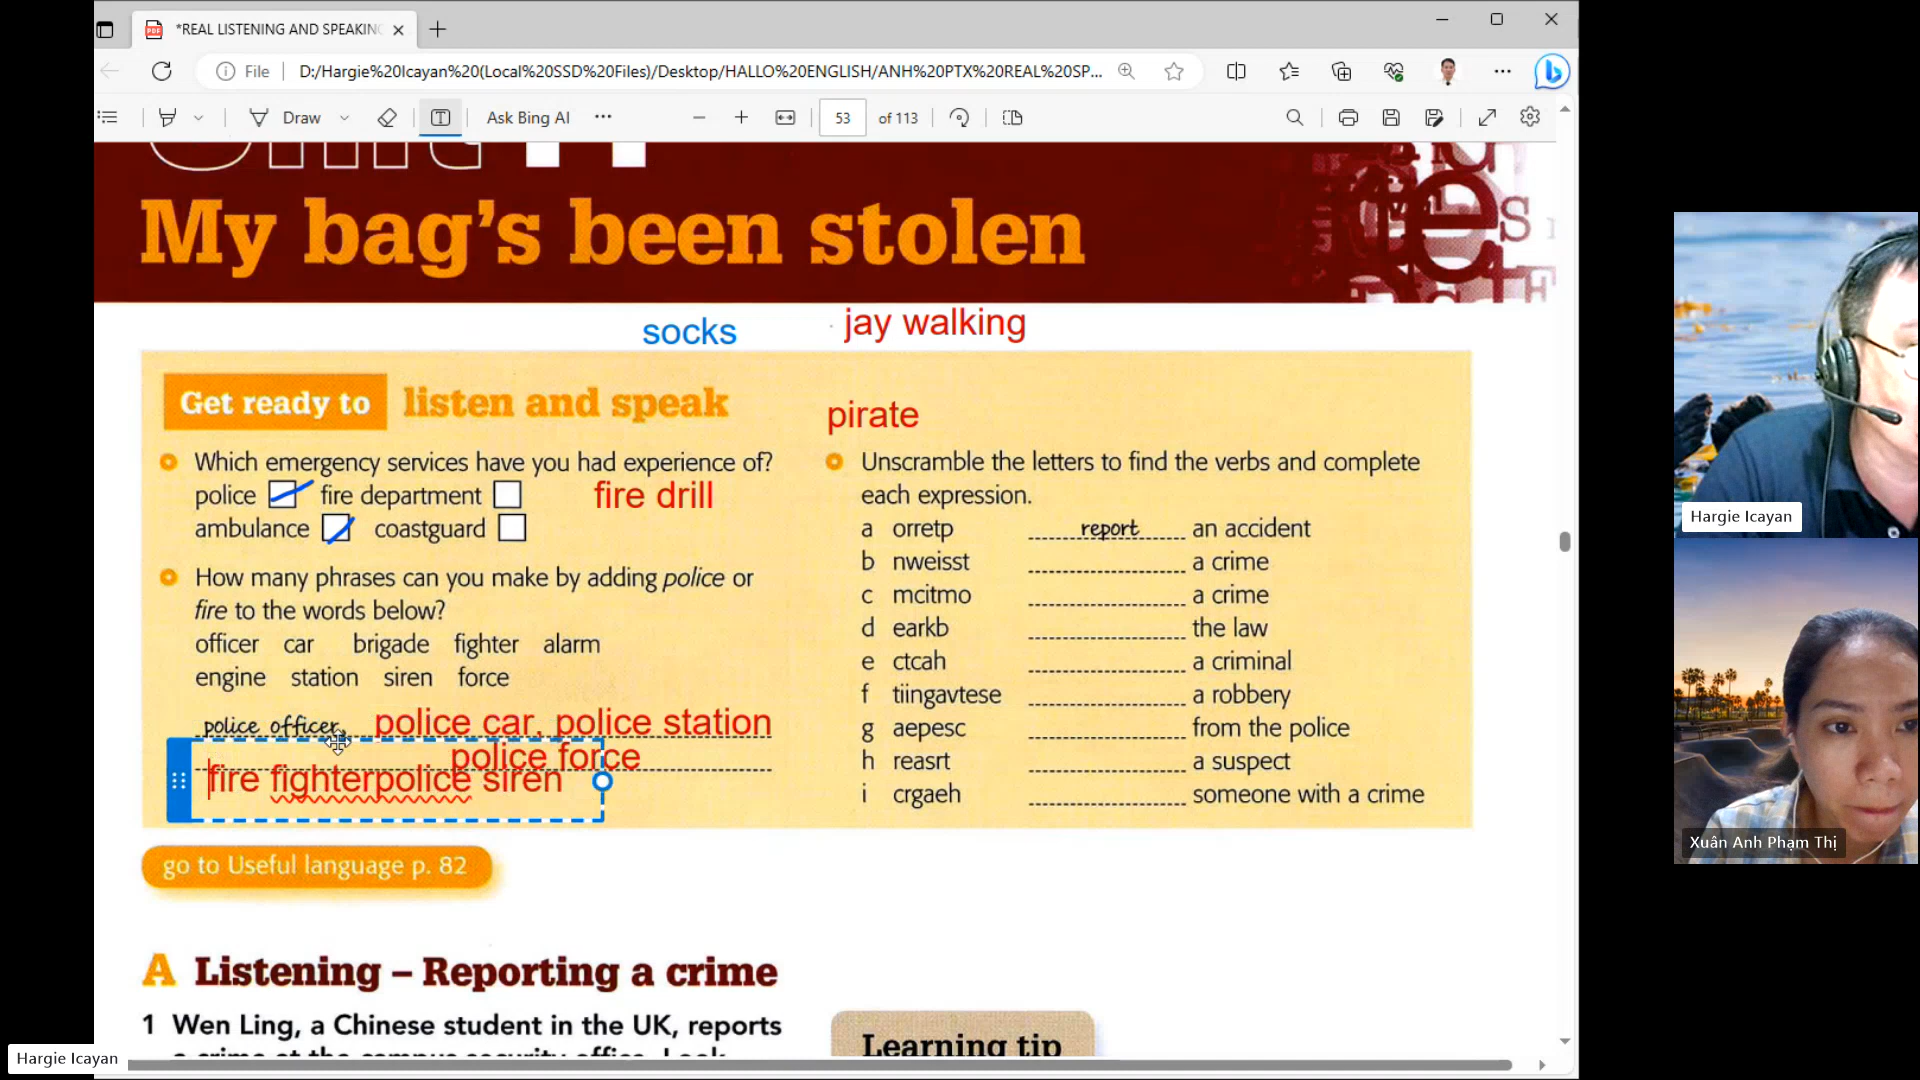 *REAL LISTENING AND SPEAKIN
File
D:/Hargie%20Icayan%20(Local%20SSD%20Files)/Desktop/HALLO%20ENGLISH/ANH%20PTX%20REAL%20SP...
Draw
Ask Bing AI
53
of 113
My bag's been stolen
socks
jay walking
Get ready to listen and speak
Which emergency services have you had experience of?
police
fire department
fire drill
ambulance
coastguard
How many phrases can you make by adding police or
fire to the words below?
officer car brigade fighter alarm
engine station siren force
police officer
police car, police station
police force
fire fighterpolice siren
pirate
Unscramble the letters to find the verbs and complete
each expression.
a orretp report an accident
b nweisst a crime
c mcitmo a crime
d earkb the law
e ctcah a criminal
f tiingavtese a robbery
g aepesc from the police
h reasrt a suspect
i crgaeh someone with a crime
go to Useful language p. 82
A Listening – Reporting a crime
1 Wen Ling, a Chinese student in the UK, reports
Learning tip
Hargie Icayan
Xuân Anh Phạm Thị
Hargie Icayan